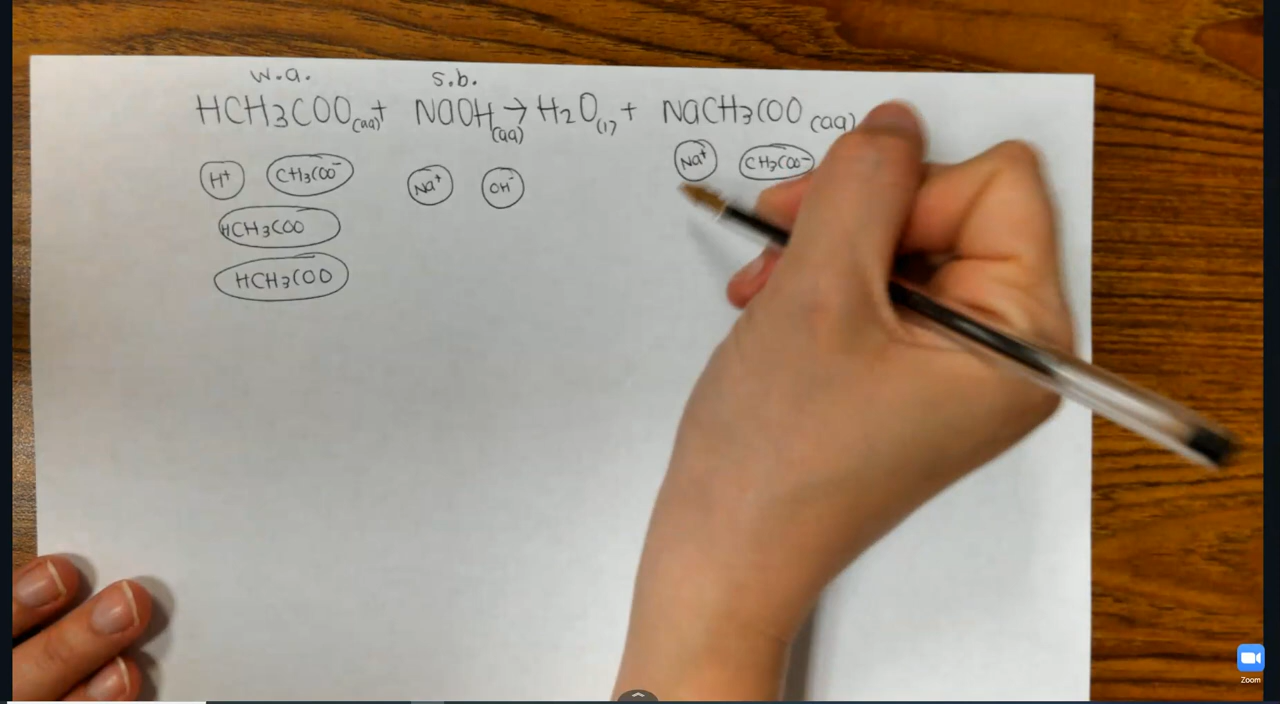 w.a. s.b.
HCH3COO(aq) + NaOH(aq) → H2O(l) + NaCH3COO(aq)
H+ CH3COO- Na+ OH- Na+ CH3COO-
HCH3COO
HCH3COO
Zoom